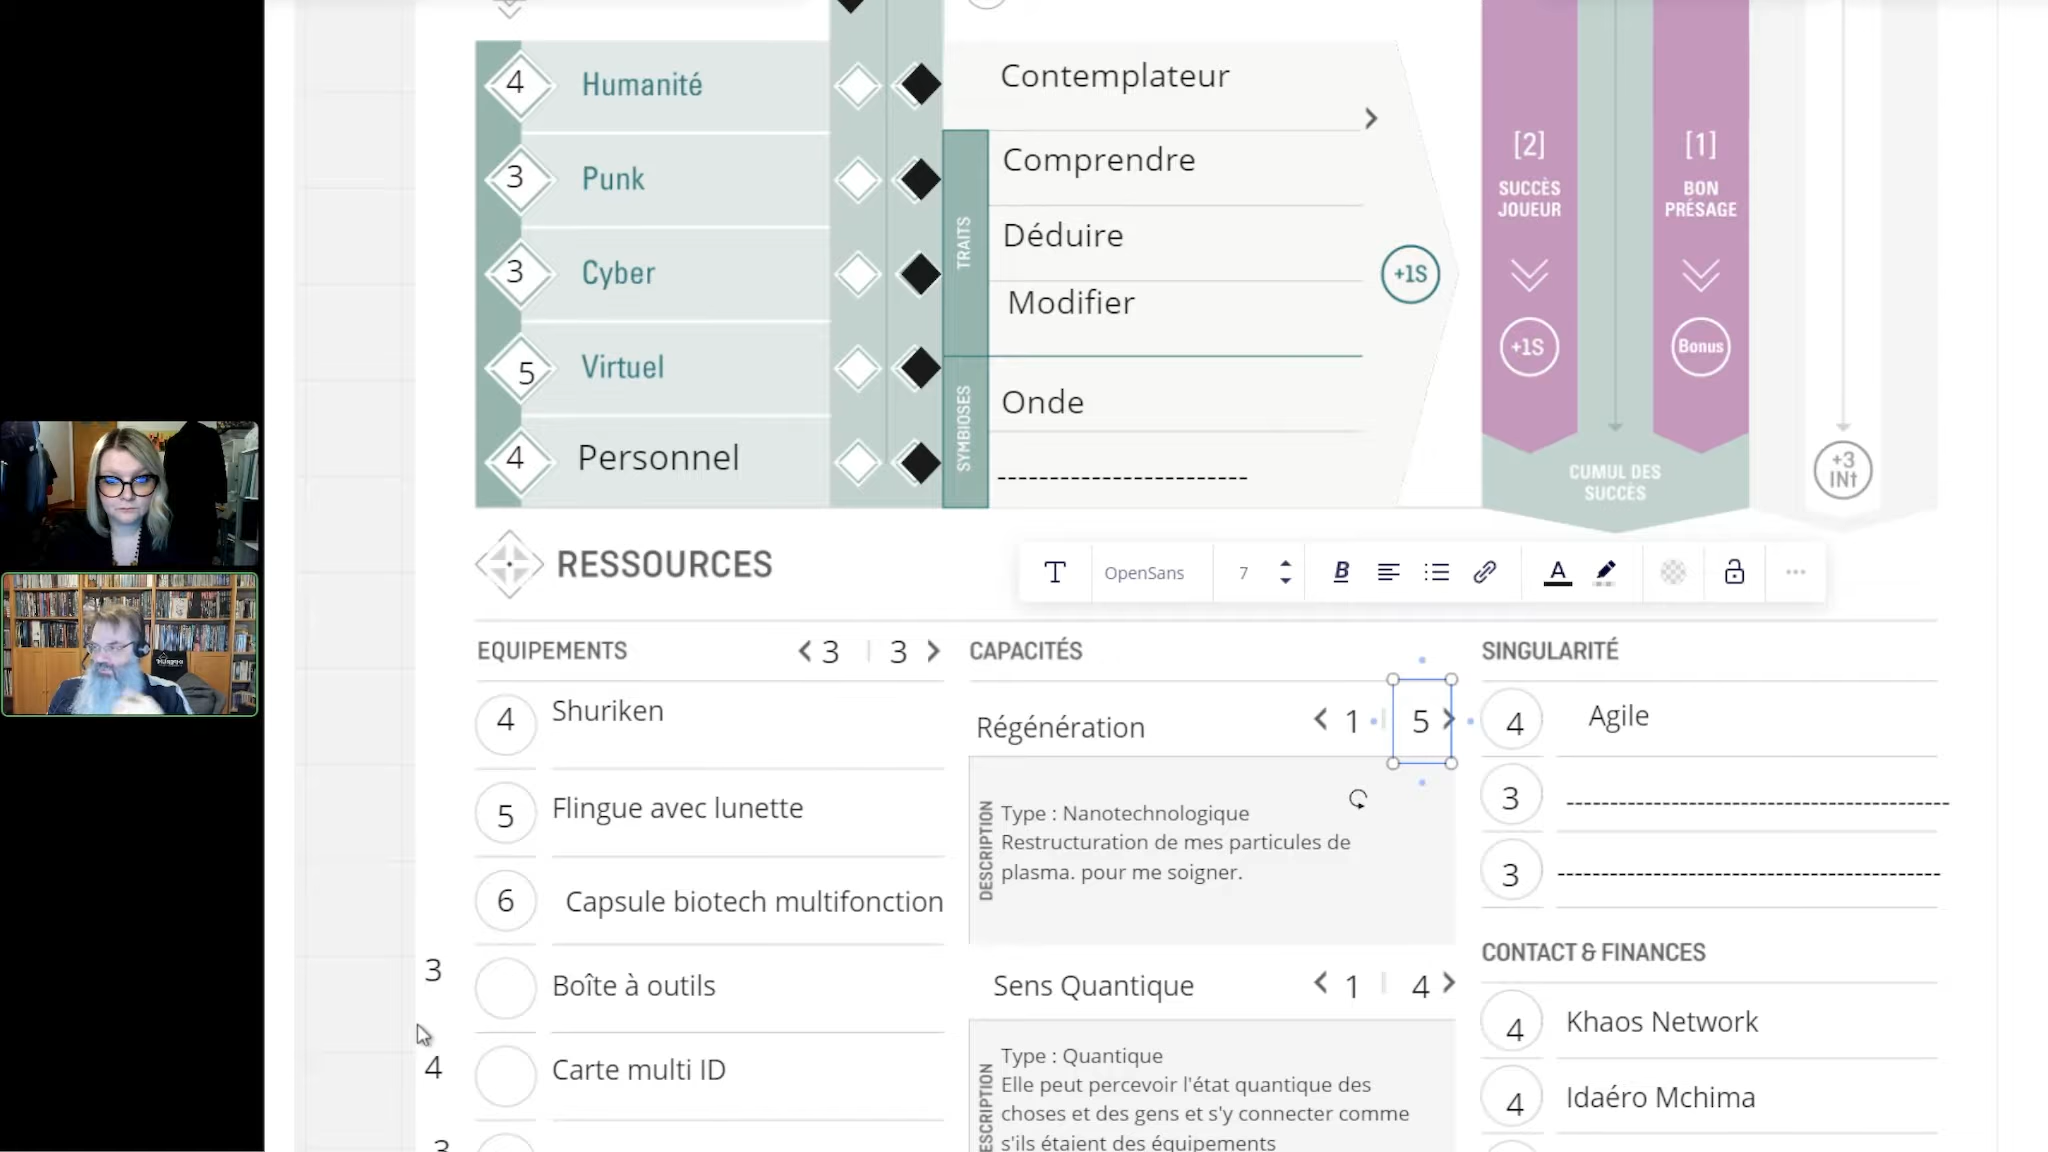 4 Humanité
3 Punk
3 Cyber
5 Virtuel
4 Personnel
Contemplateur
TRAITS
Comprendre
Déduire
Modifier
SYMBIOSES
Onde
-----------------------
+1S
[2]
SUCCÈS
JOUEUR
+1S
[1]
BON
PRÉSAGE
Bonus
CUMUL DES
SUCCÈS
+3
INt
RESSOURCES
OpenSans 7
EQUIPEMENTS 3 | 3
4 Shuriken
5 Flingue avec lunette
6 Capsule biotech multifonction
3 Boîte à outils
4 Carte multi ID
3
CAPACITÉS
Régénération 1 5
DESCRIPTION
Type : Nanotechnologique
Restructuration de mes particules de
plasma. pour me soigner.
Sens Quantique 1 | 4
Type : Quantique
Elle peut percevoir l'état quantique des
choses et des gens et s'y connecter comme
s'ils étaient des équipements
SINGULARITÉ
4 Agile
3 ---------------------------------------
3 ---------------------------------------
CONTACT & FINANCES
4 Khaos Network
4 Idaéro Mchima